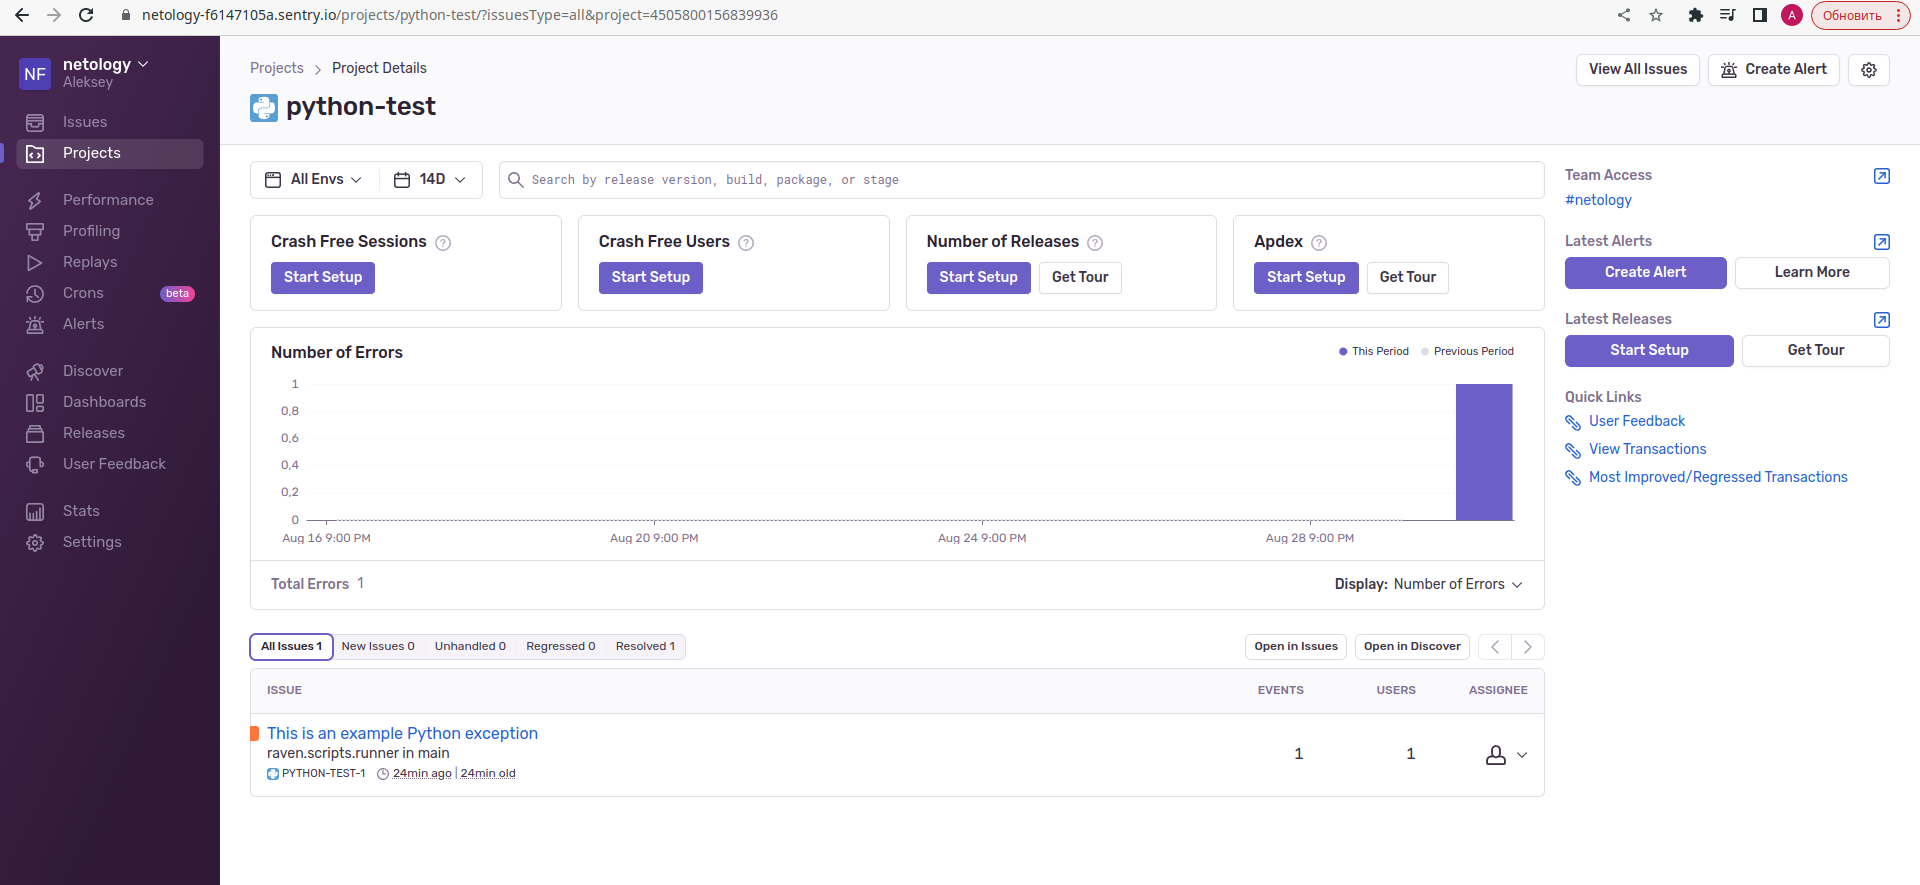 netology-f6147105a.sentry.io/projects/python-test/?issuesType=all&project=4505800156839936
A
Обновить
NF
netology
Aleksey
Issues
Projects
Performance
Profiling
Replays
Crons
beta
Alerts
Discover
Dashboards
Releases
User Feedback
Stats
Settings
Projects > Project Details
View All Issues
Create Alert
python-test
All Envs
14D
Search by release version, build, package, or stage
Crash Free Sessions ?
Start Setup
Crash Free Users ?
Start Setup
Number of Releases ?
Start Setup Get Tour
Apdex ?
Start Setup Get Tour
Number of Errors
This Period Previous Period
1
0,8
0,6
0,4
0,2
0
Aug 16 9:00 PM Aug 20 9:00 PM Aug 24 9:00 PM Aug 28 9:00 PM
Total Errors 1
Display: Number of Errors
All Issues 1 New Issues 0 Unhandled 0 Regressed 0 Resolved 1
Open in Issues Open in Discover
ISSUE EVENTS USERS ASSIGNEE
This is an example Python exception
raven.scripts.runner in main
PYTHON-TEST-1 24min ago | 24min old
1 1
Team Access
#netology
Latest Alerts
Create Alert Learn More
Latest Releases
Start Setup Get Tour
Quick Links
User Feedback
View Transactions
Most Improved/Regressed Transactions